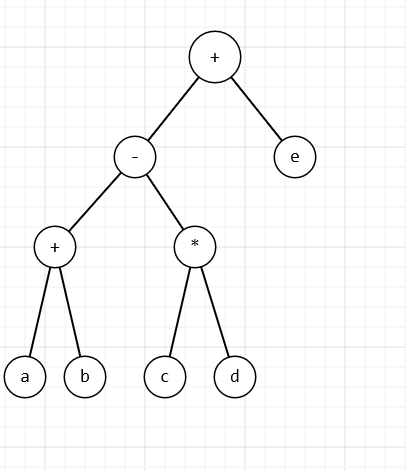 +
- e
+ *
a b c d